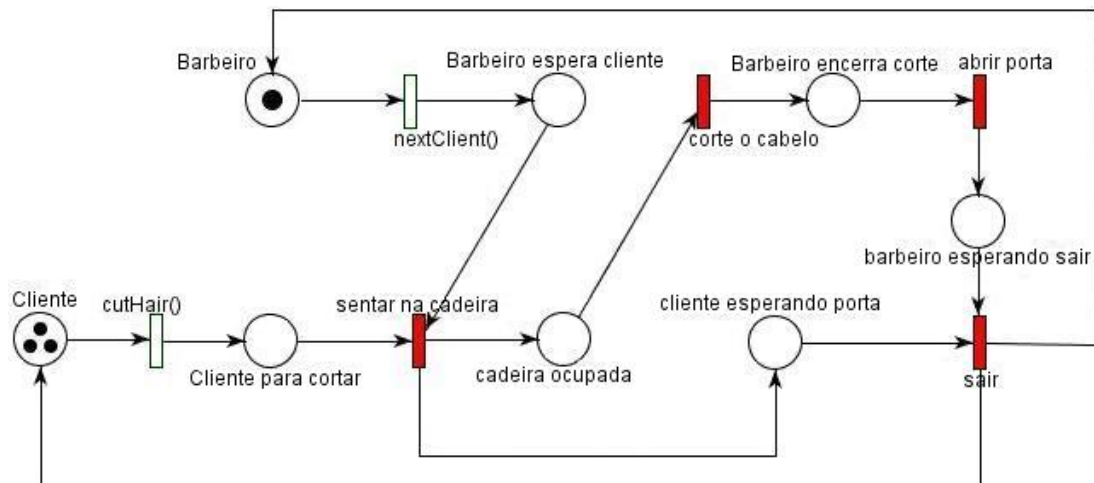 Barbeiro
Barbeiro espera cliente
Barbeiro encerra corte
abrir porta
nextClient()
corte o cabelo
barbeiro esperando sair
Cliente
cutHair()
sentar na cadeira
cliente esperando porta
Cliente para cortar
cadeira ocupada
sair